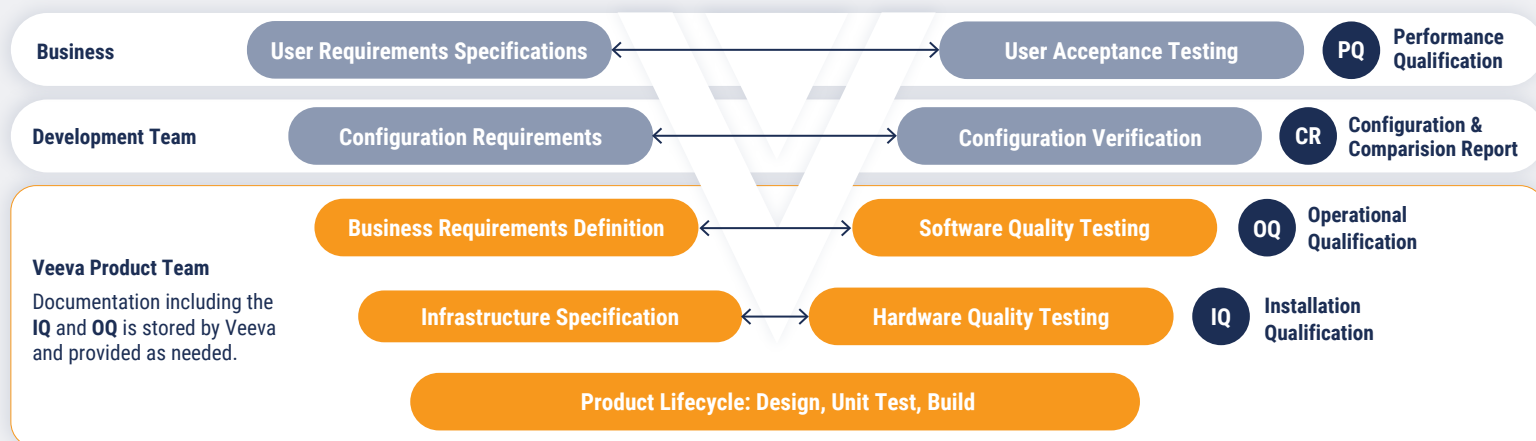 Business
User Requirements Specifications
User Acceptance Testing
PQ
Performance
Qualification
Development Team
Configuration Requirements
Configuration Verification
CR
Configuration &
Comparision Report
Business Requirements Definition
Software Quality Testing
OQ
Operational
Qualification
Veeva Product Team
Documentation including the
IQ and OQ is stored by Veeva
and provided as needed.
Infrastructure Specification
Hardware Quality Testing
IQ
Installation
Qualification
Product Lifecycle: Design, Unit Test, Build